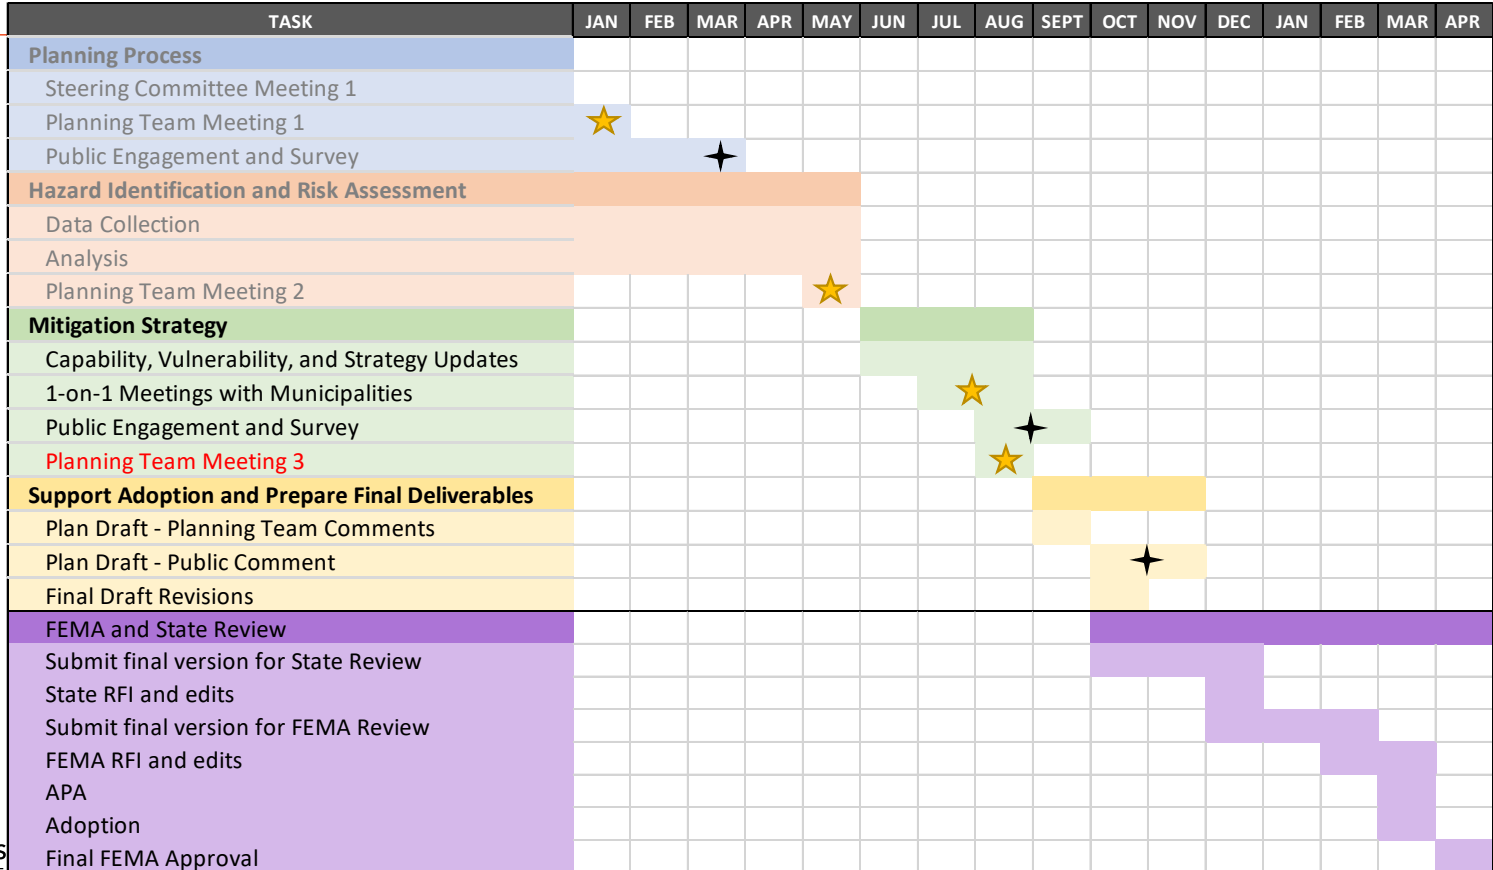 TASK JAN FEB MAR APR MAY JUN JUL AUG SEPT OCT NOV DEC JAN FEB MAR APR
Planning Process
Steering Committee Meeting 1
Planning Team Meeting 1
Public Engagement and Survey
Hazard Identification and Risk Assessment
Data Collection
Analysis
Planning Team Meeting 2
Mitigation Strategy
Capability, Vulnerability, and Strategy Updates
1-on-1 Meetings with Municipalities
Public Engagement and Survey
Planning Team Meeting 3
Support Adoption and Prepare Final Deliverables
Plan Draft - Planning Team Comments
Plan Draft - Public Comment
Final Draft Revisions
FEMA and State Review
Submit final version for State Review
State RFI and edits
Submit final version for FEMA Review
FEMA RFI and edits
APA
Adoption
Final FEMA Approval